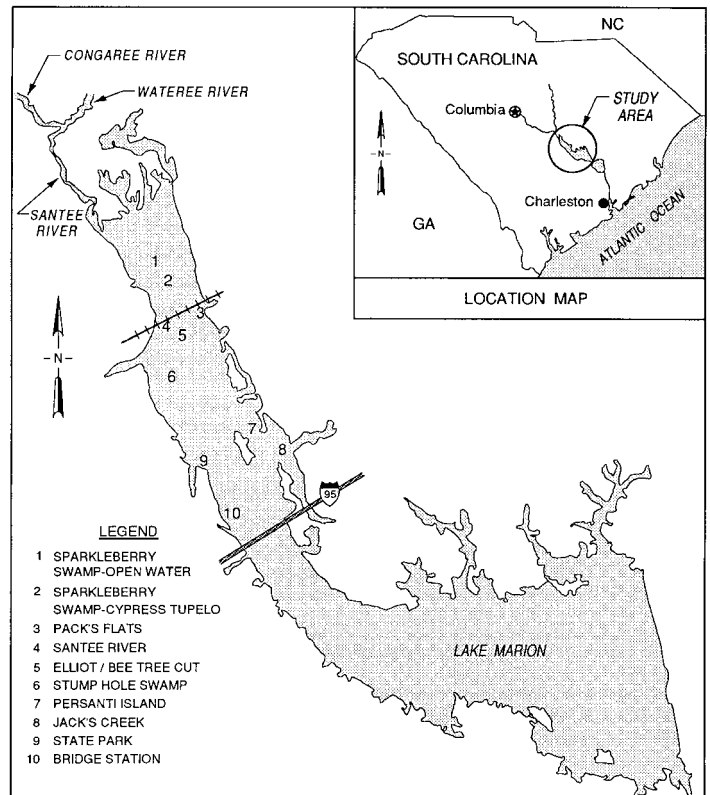 CONGAREE RIVER
WATEREE RIVER
SANTEE
RIVER
-N-
1
2
3
4
5
6
7
8
9
10
95
LAKE MARION
LEGEND
1 SPARKLEBERRY
SWAMP-OPEN WATER
2 SPARKLEBERRY
SWAMP-CYPRESS TUPELO
3 PACK'S FLATS
4 SANTEE RIVER
5 ELLIOT / BEE TREE CUT
6 STUMP HOLE SWAMP
7 PERSANTI ISLAND
8 JACK'S CREEK
9 STATE PARK
10 BRIDGE STATION
NC
SOUTH CAROLINA
Columbia
STUDY
AREA
-N-
Charleston
GA
ATLANTIC OCEAN
LOCATION MAP